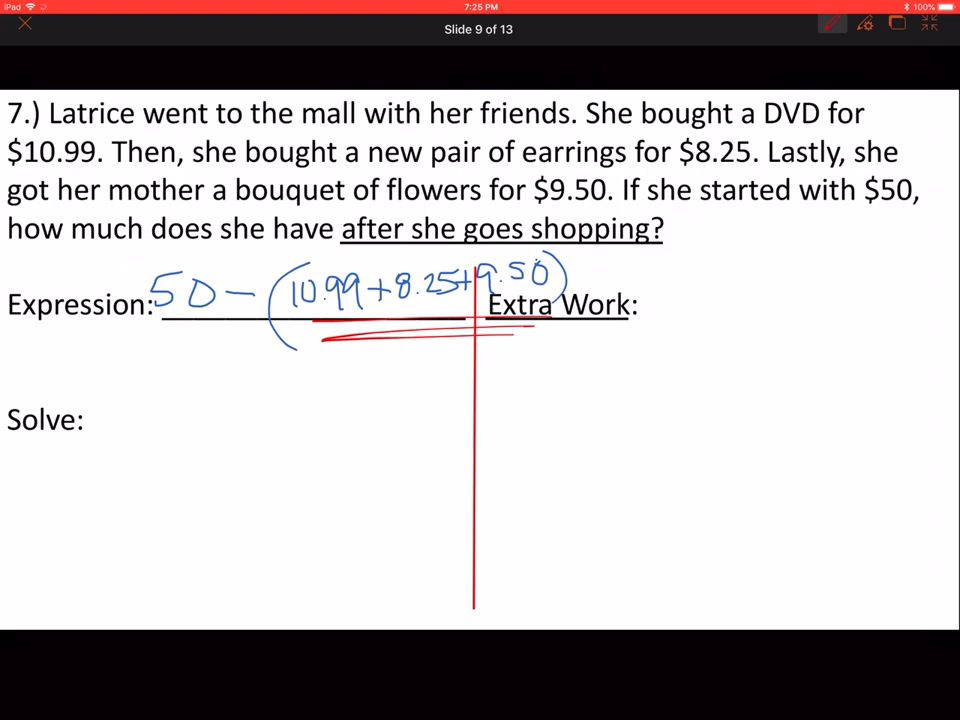 iPad 7:25 PM 100%
Slide 9 of 13
7.) Latrice went to the mall with her friends. She bought a DVD for
$10.99. Then, she bought a new pair of earrings for $8.25. Lastly, she
got her mother a bouquet of flowers for $9.50. If she started with $50,
how much does she have after she goes shopping?
Expression: 50 - (10.99+8.25+9.50) Extra Work:
Solve: